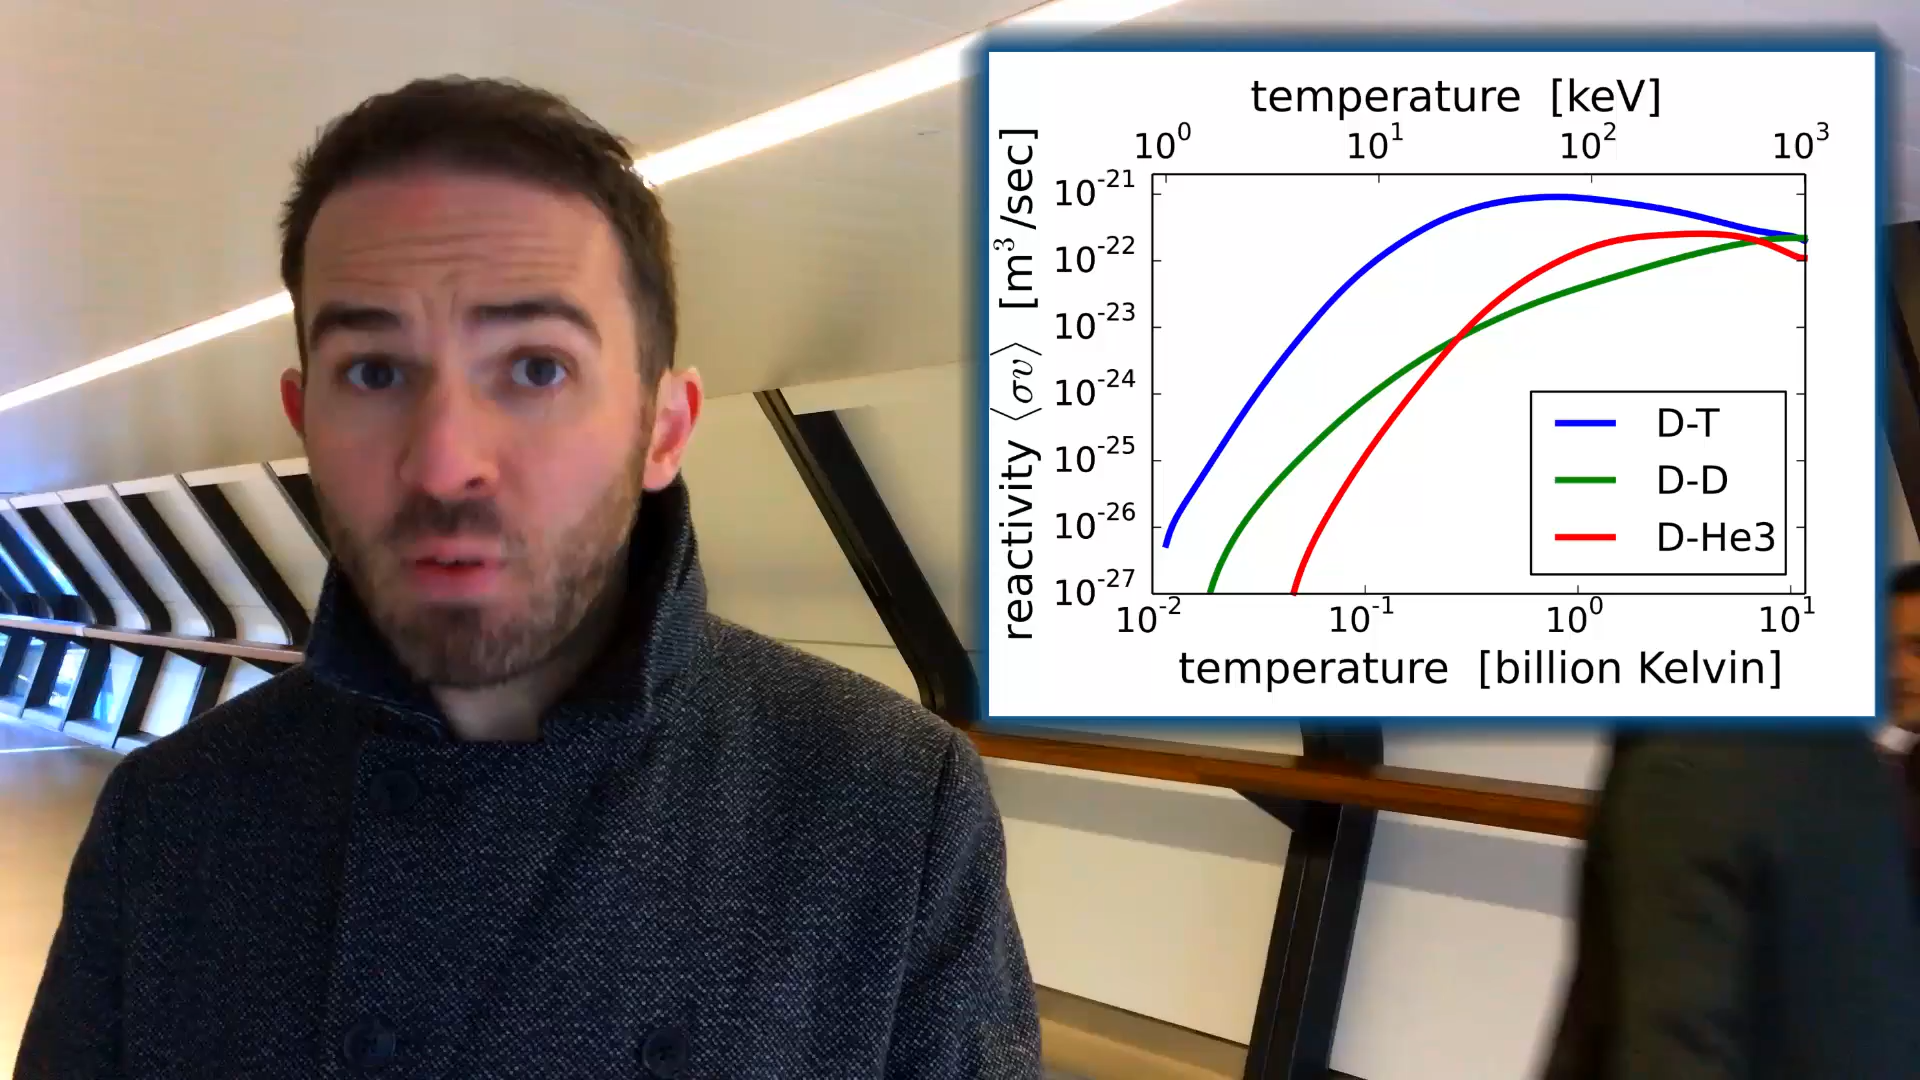 temperature [keV]
10^0 10^1 10^2 10^3
reactivity ⟨σv⟩ [m^3/sec]
10^-21
10^-22
10^-23
10^-24
10^-25
10^-26
10^-27
D-T
D-D
D-He3
10^-2 10^-1 10^0 10^1
temperature [billion Kelvin]